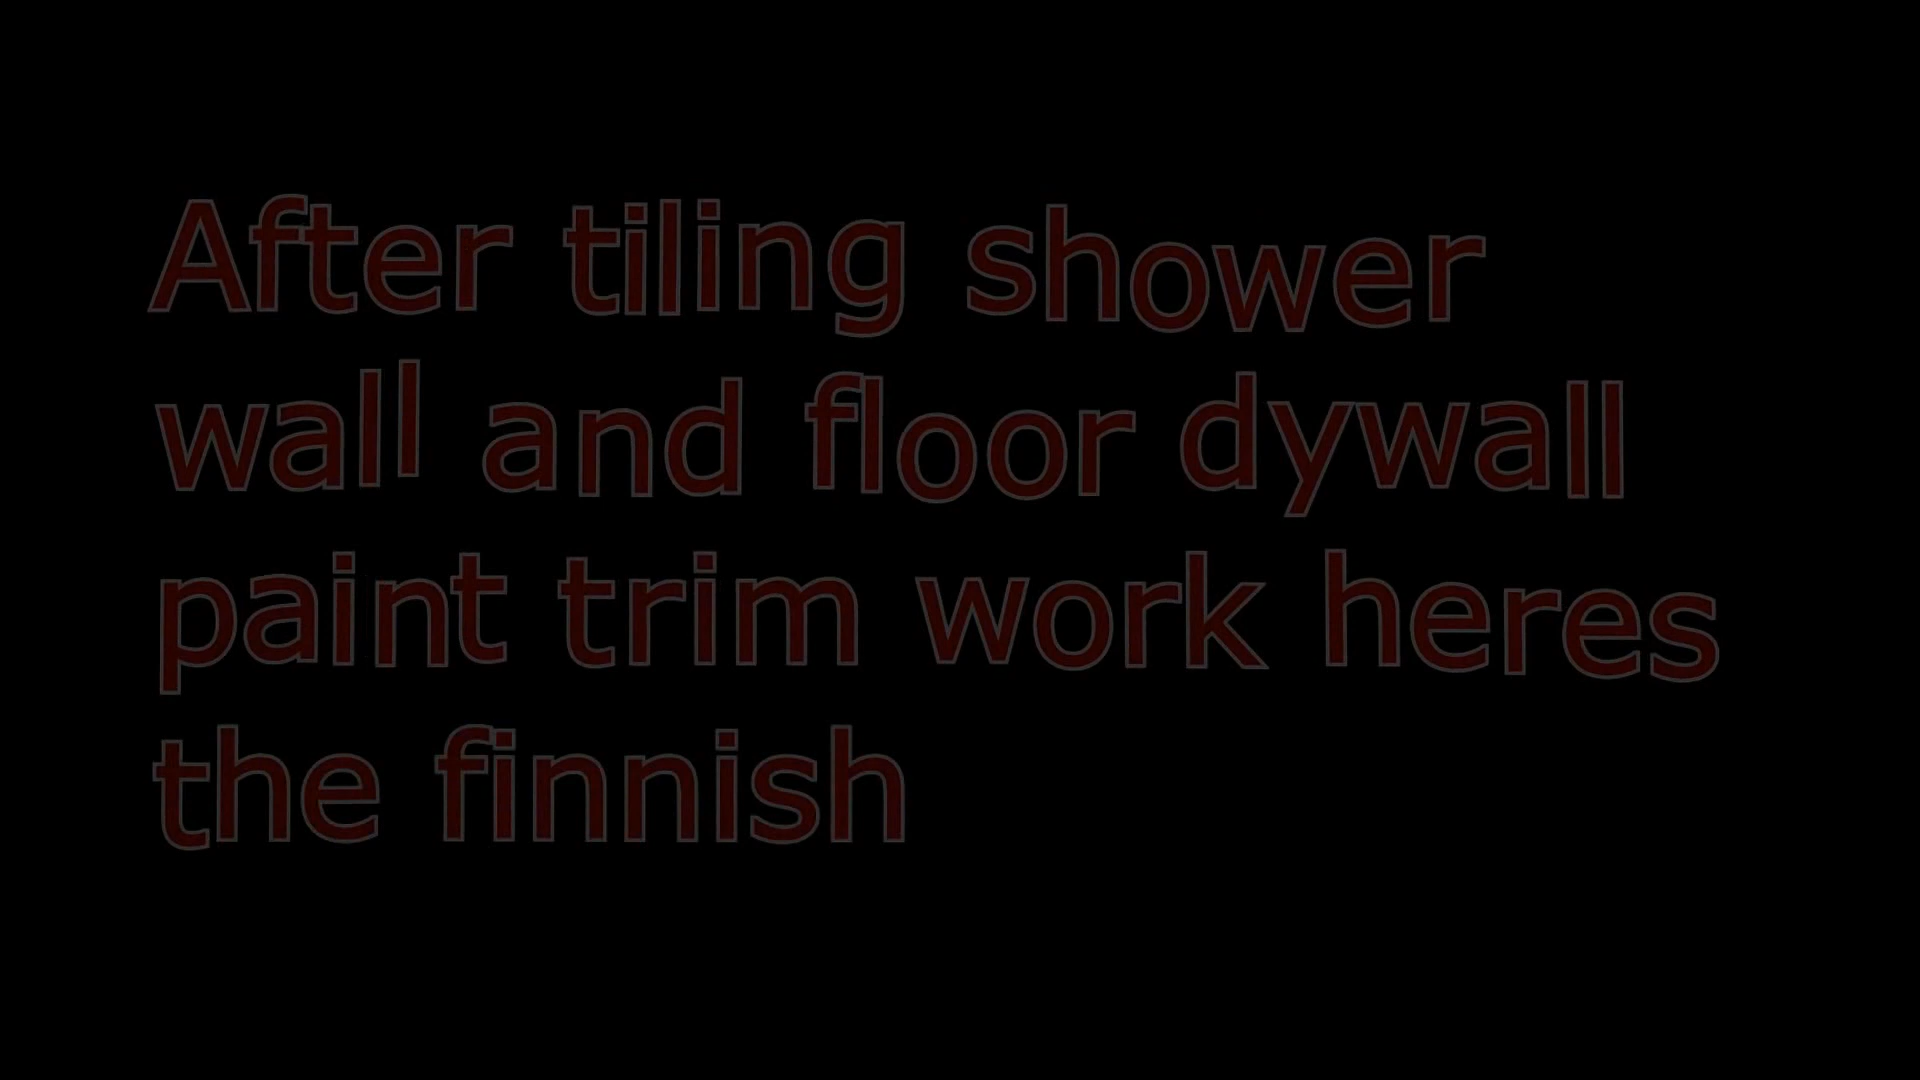 After tiling shower
wall and floor dywall
paint trim work heres
the finnish